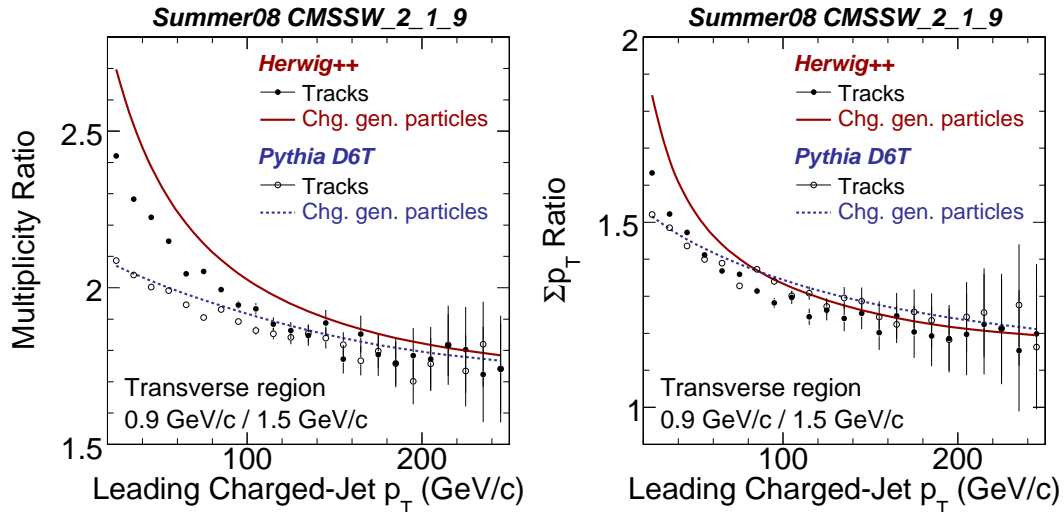 Summer08 CMSSW_2_1_9
Herwig++
Tracks
Chg. gen. particles
Pythia D6T
Tracks
Chg. gen. particles
Multiplicity Ratio
2.5
2
1.5
Transverse region
0.9 GeV/c / 1.5 GeV/c
100
200
Leading Charged-Jet p_T (GeV/c)
Summer08 CMSSW_2_1_9
Herwig++
Tracks
Chg. gen. particles
Pythia D6T
Tracks
Chg. gen. particles
Σp_T Ratio
2
1.5
1
Transverse region
0.9 GeV/c / 1.5 GeV/c
100
200
Leading Charged-Jet p_T (GeV/c)